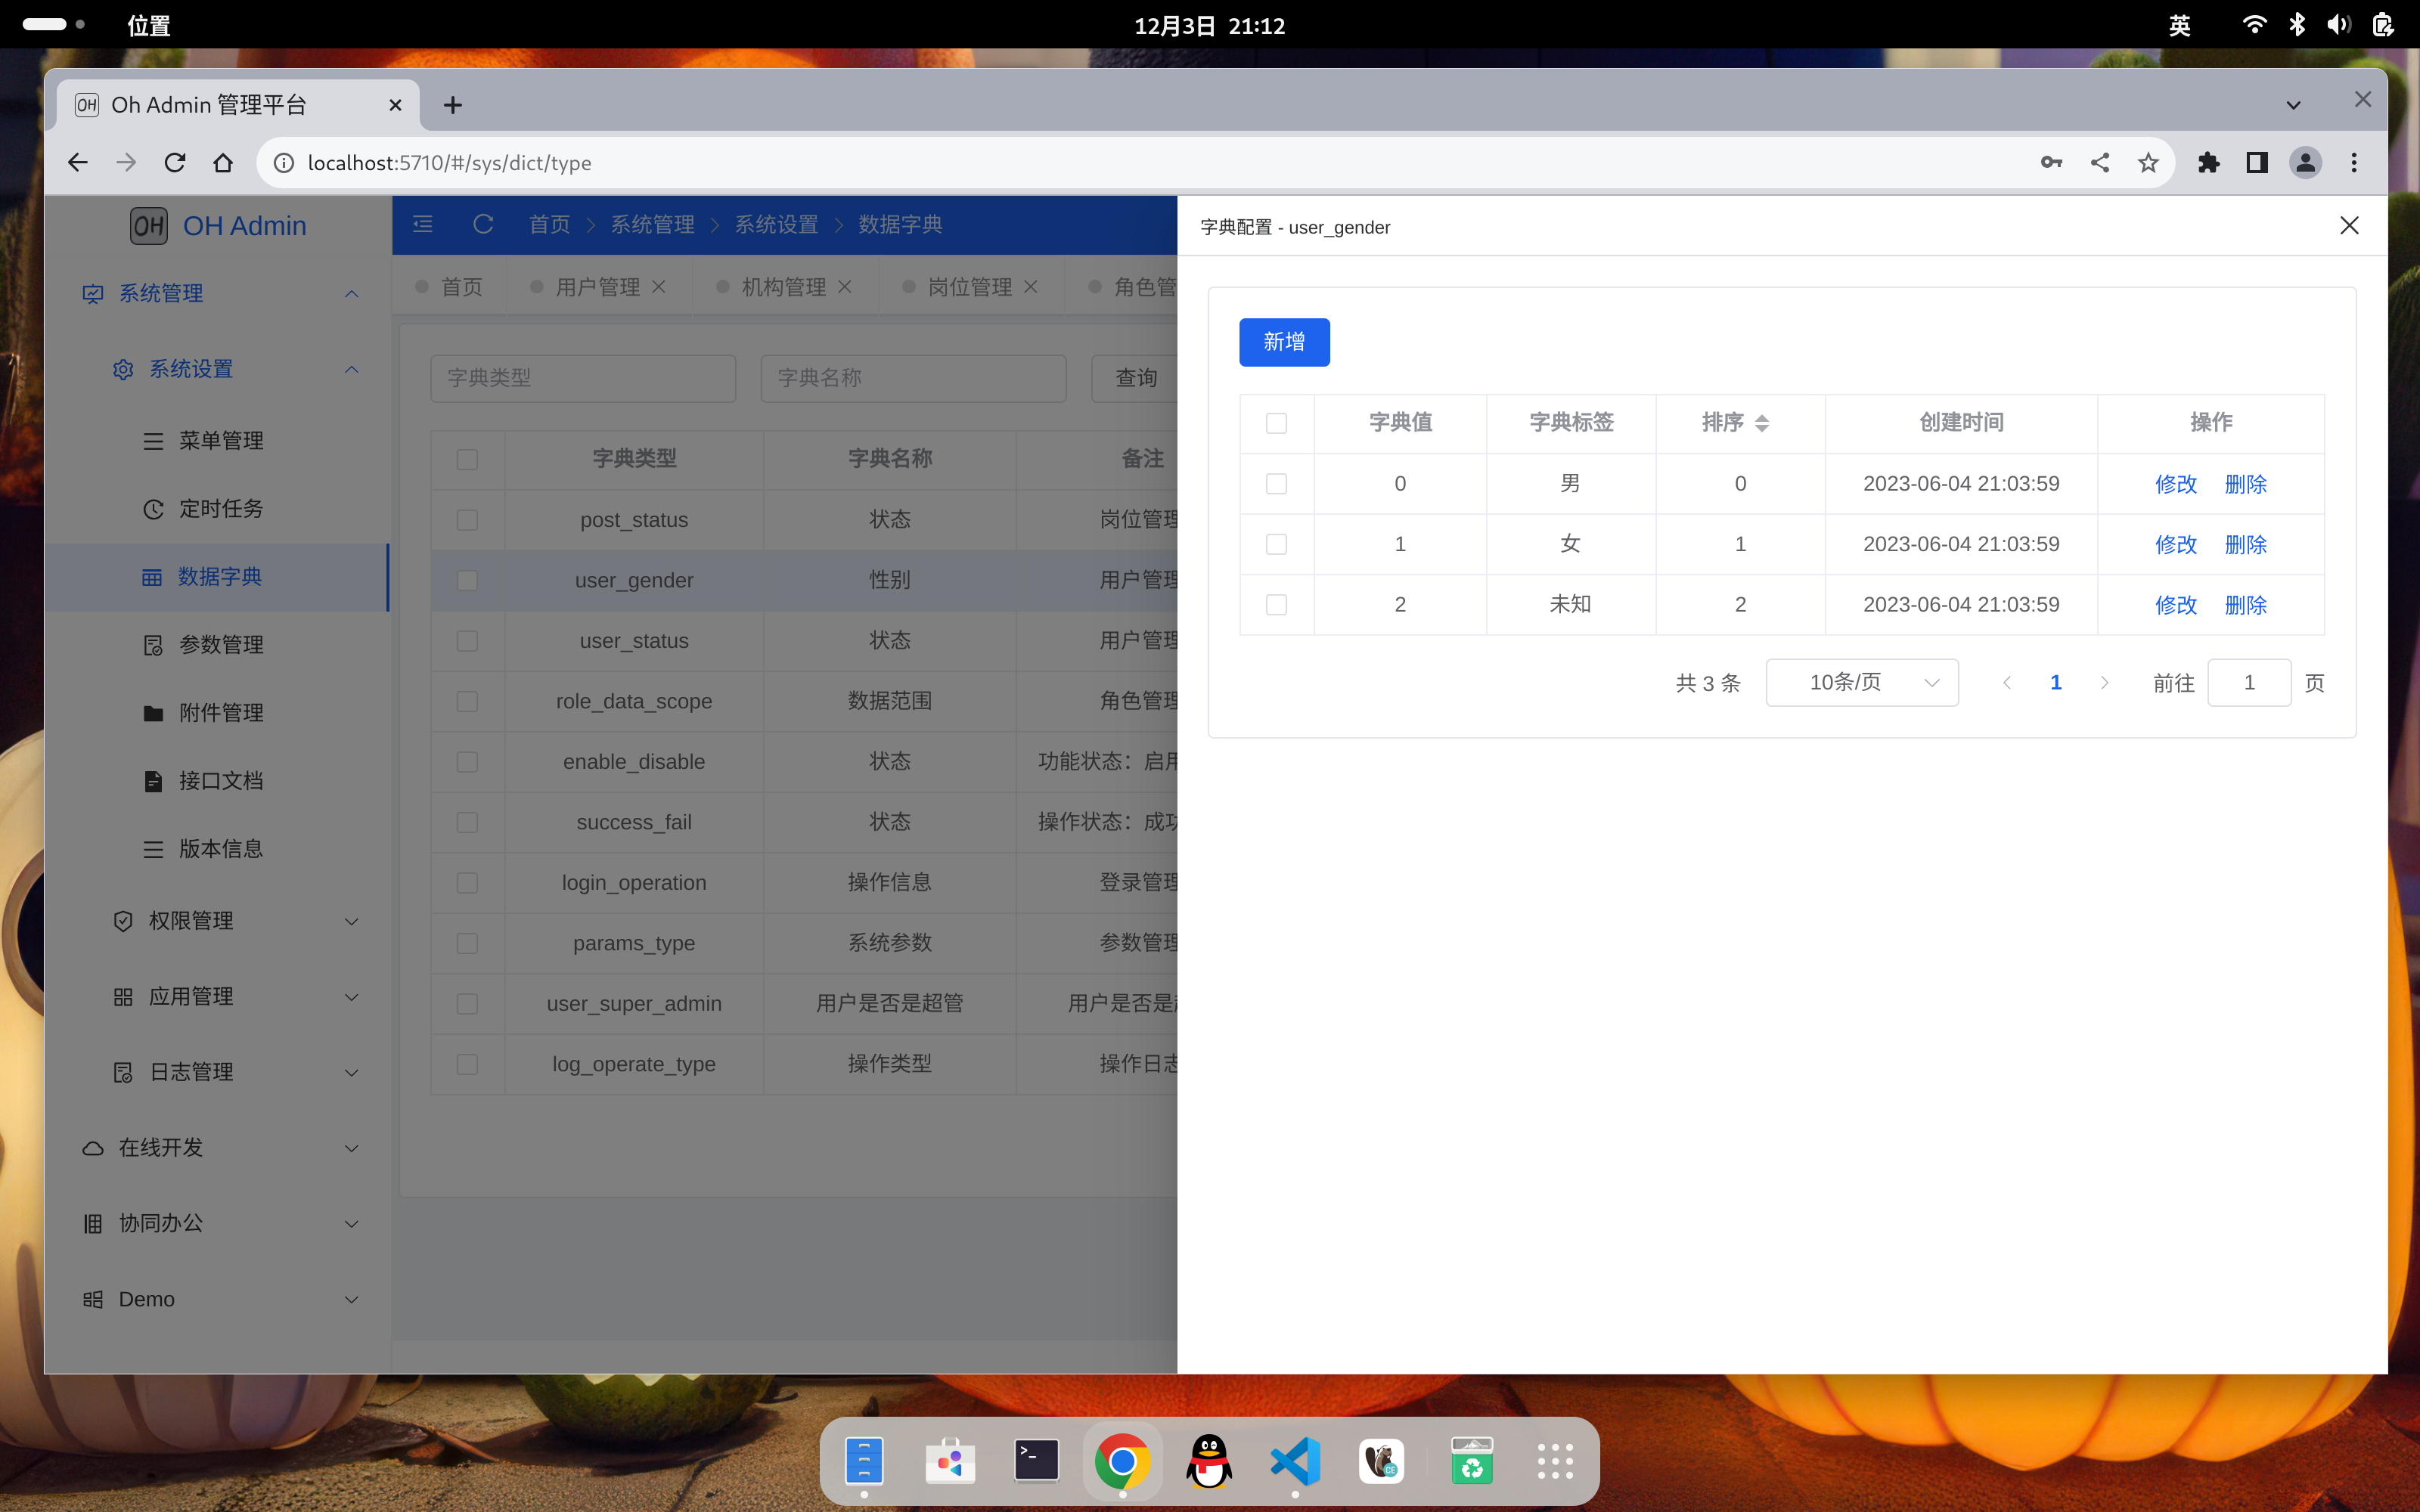 位置
12月3日 21:12
英
OH Oh Admin 管理平台
localhost:5710/#/sys/dict/type
OH OH Admin
首页 系统管理 系统设置 数据字典
字典配置 - user_gender
系统管理
首页 用户管理 机构管理 岗位管理 角色管
系统设置
菜单管理
定时任务
数据字典
参数管理
附件管理
接口文档
版本信息
权限管理
应用管理
日志管理
在线开发
协同办公
Demo
字典类型 字典名称 查询
字典类型 字典名称 备注
post_status 状态 岗位管理
user_gender 性别 用户管理
user_status 状态 用户管理
role_data_scope 数据范围 角色管理
enable_disable 状态 功能状态：启用
success_fail 状态 操作状态：成功
login_operation 操作信息 登录管理
params_type 系统参数 参数管理
user_super_admin 用户是否是超管 用户是否是
log_operate_type 操作类型 操作日志
新增
字典值 字典标签 排序 创建时间 操作
0 男 0 2023-06-04 21:03:59 修改 删除
1 女 1 2023-06-04 21:03:59 修改 删除
2 未知 2 2023-06-04 21:03:59 修改 删除
共 3 条 10条/页 1 前往 1 页
CE